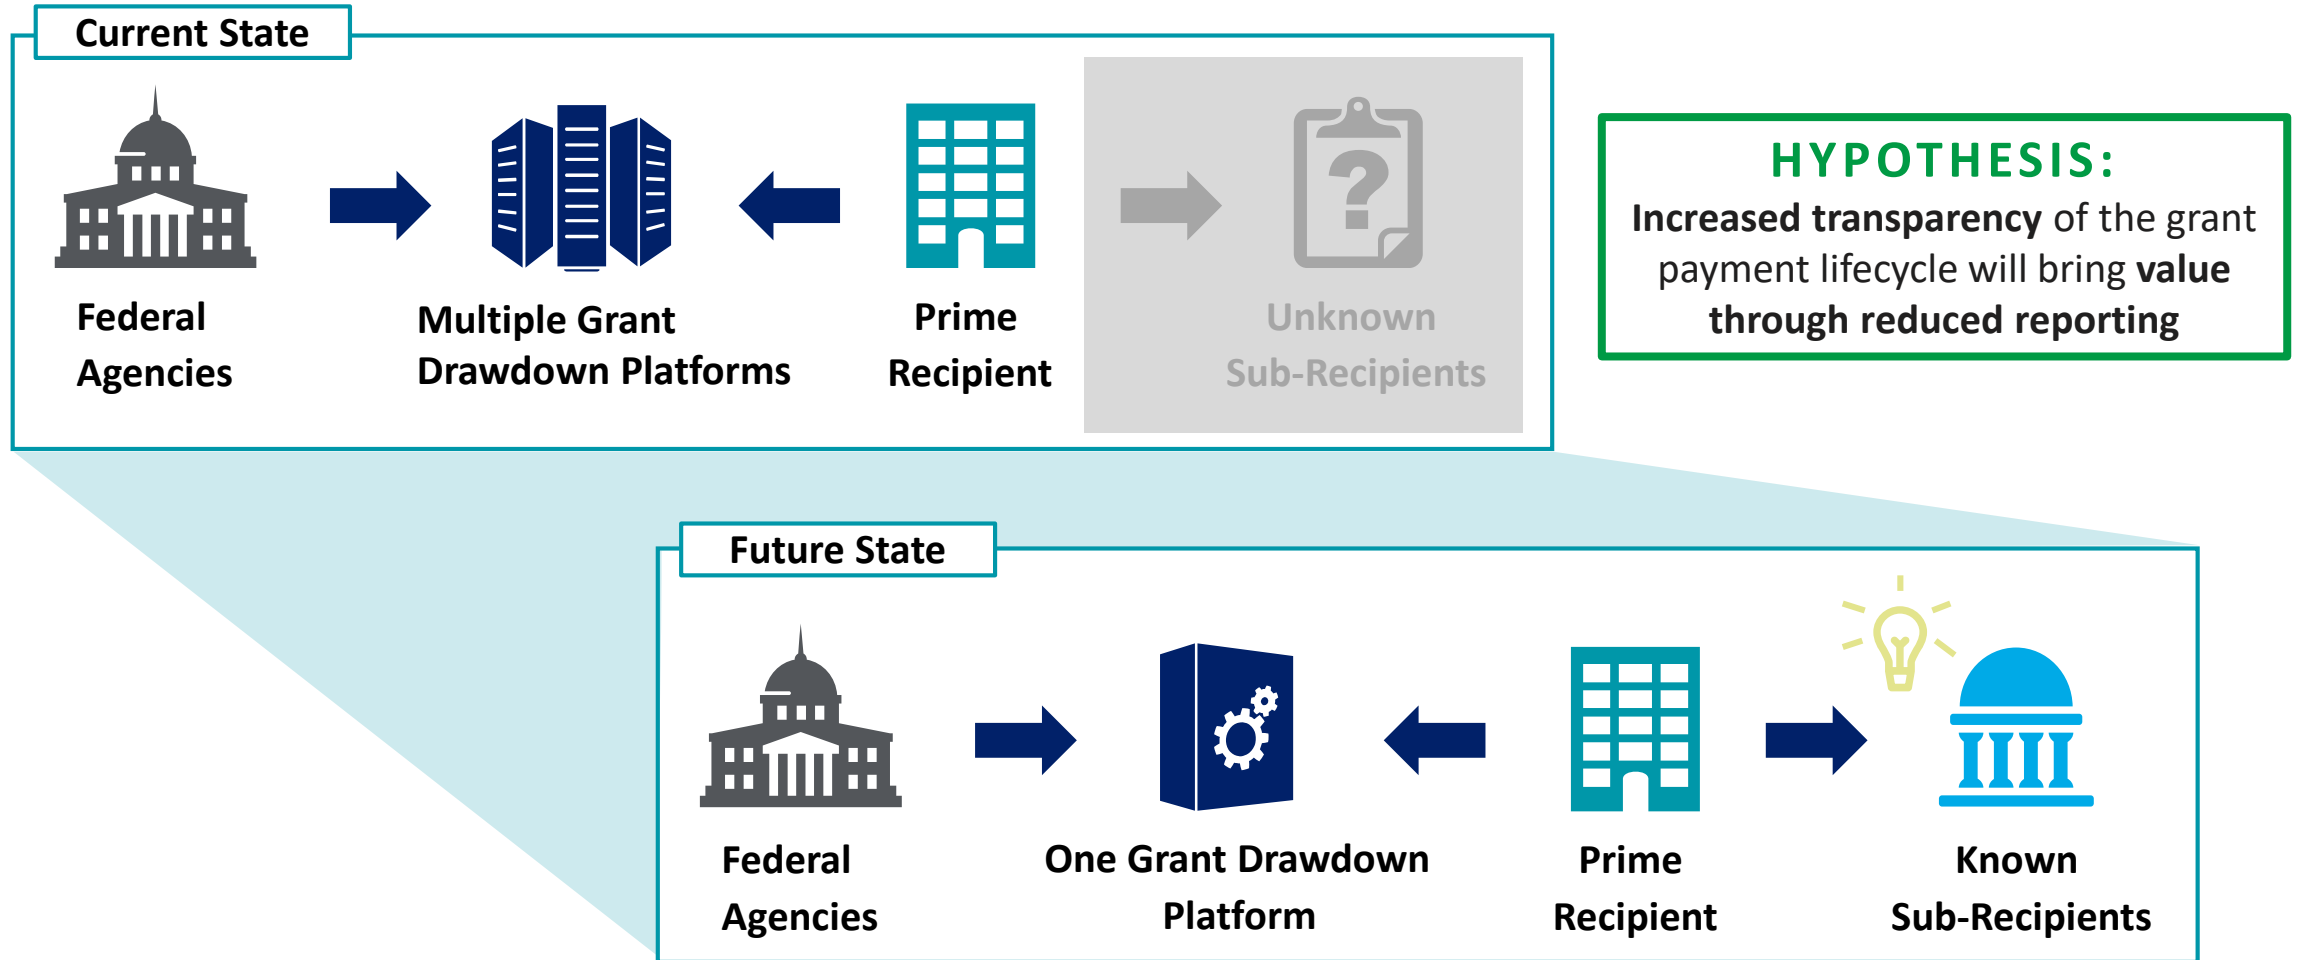 Current State
Federal
Agencies
Multiple Grant
Drawdown Platforms
Prime
Recipient
?
Unknown
Sub-Recipients
HYPOTHESIS:
Increased transparency of the grant
payment lifecycle will bring value
through reduced reporting
Future State
Federal
Agencies
One Grant Drawdown
Platform
Prime
Recipient
Known
Sub-Recipients